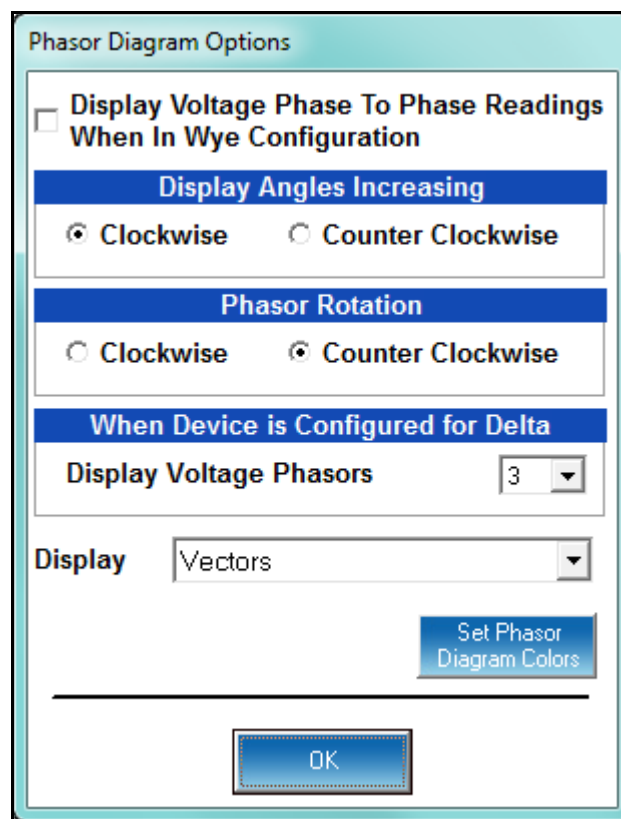 Phasor Diagram Options
Display Voltage Phase To Phase Readings
When In Wye Configuration
Display Angles Increasing
Clockwise Counter Clockwise
Phasor Rotation
Clockwise Counter Clockwise
When Device is Configured for Delta
Display Voltage Phasors 3
Display Vectors
Set Phasor
Diagram Colors
OK